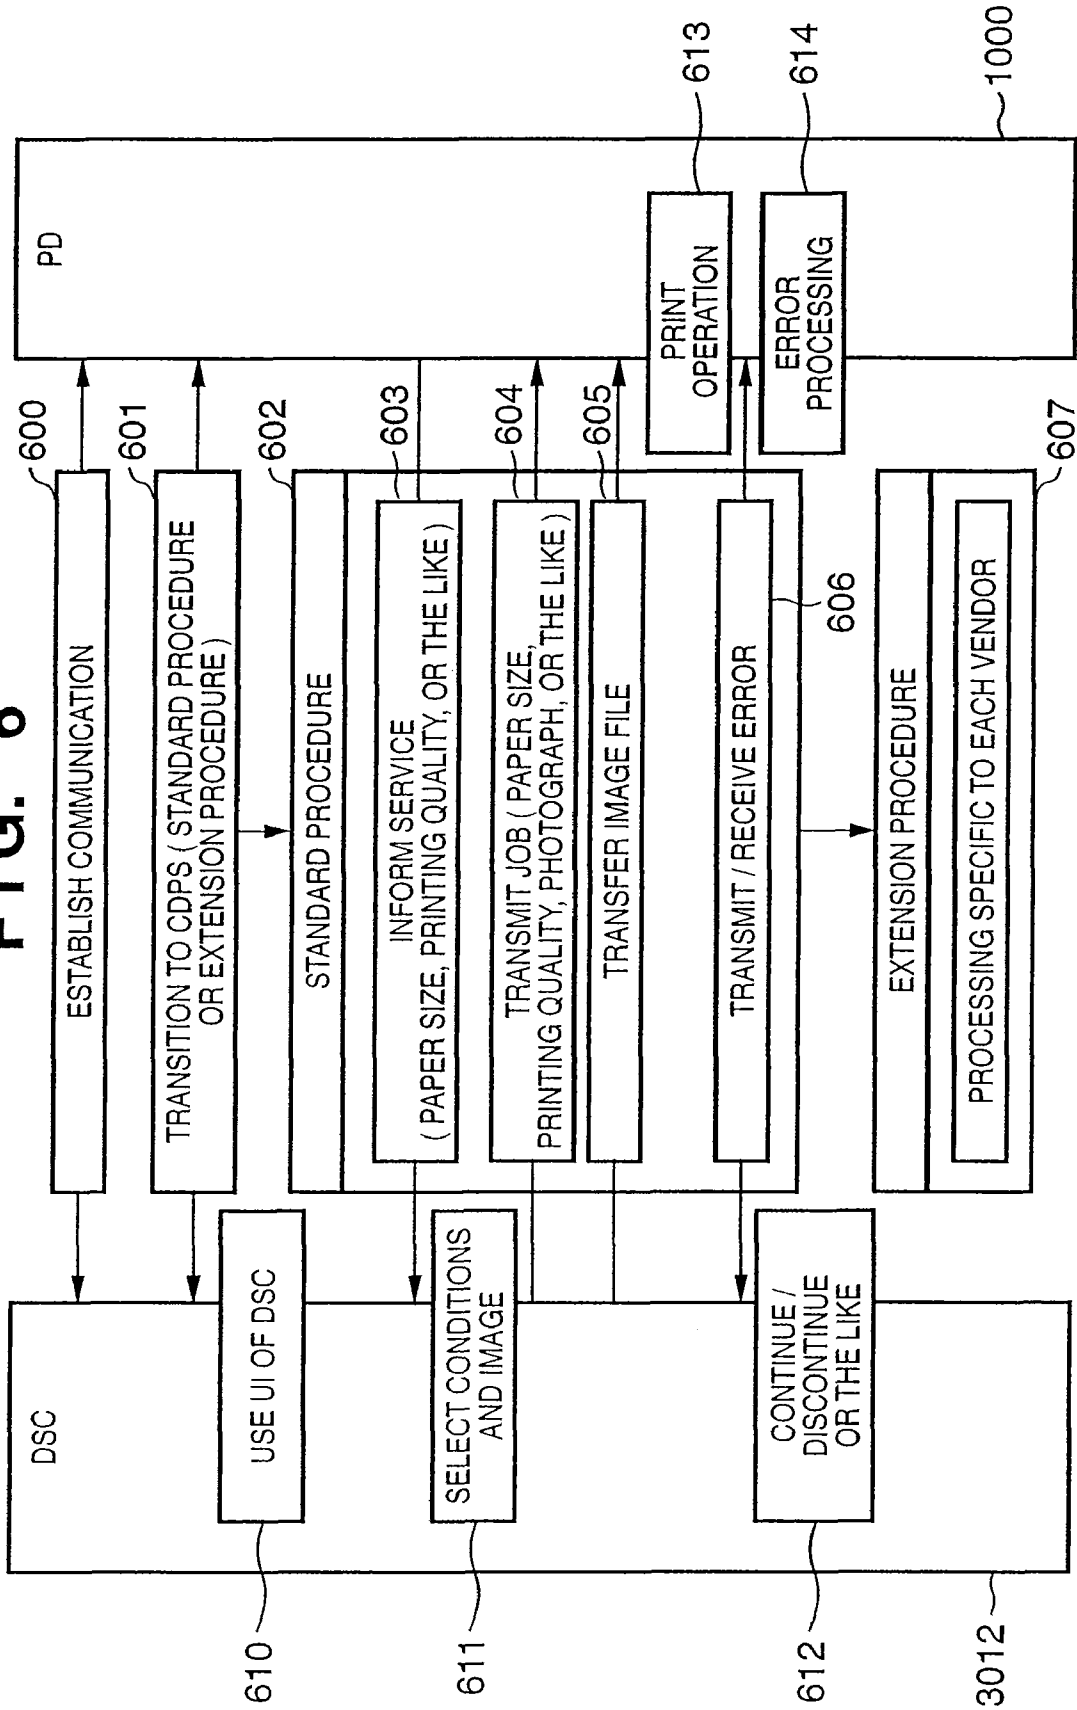 FIG. 6
DSC
PD
600
ESTABLISH COMMUNICATION
601
TRANSITION TO CDPS ( STANDARD PROCEDURE
OR EXTENSION PROCEDURE )
610
USE UI OF DSC
602
STANDARD PROCEDURE
603
INFORM SERVICE
( PAPER SIZE, PRINTING QUALITY, OR THE LIKE )
611
SELECT CONDITIONS
AND IMAGE
604
TRANSMIT JOB ( PAPER SIZE,
PRINTING QUALITY, PHOTOGRAPH, OR THE LIKE )
605
TRANSFER IMAGE FILE
PRINT
OPERATION
613
TRANSMIT / RECEIVE ERROR
606
612
CONTINUE /
DISCONTINUE
OR THE LIKE
ERROR
PROCESSING
614
EXTENSION PROCEDURE
PROCESSING SPECIFIC TO EACH VENDOR
607
3012
1000